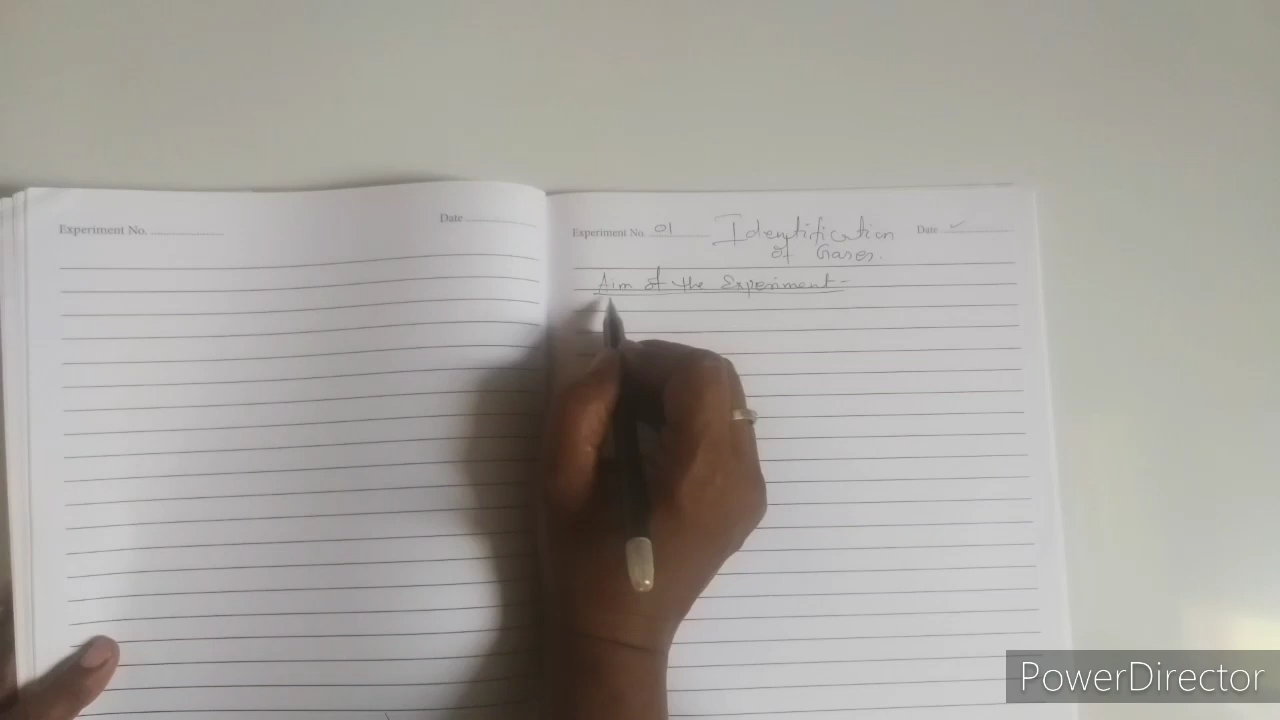 Experiment No. Date
Experiment No. 01 Identification Date
of Gases.
Aim of the Experiment -
PowerDirector